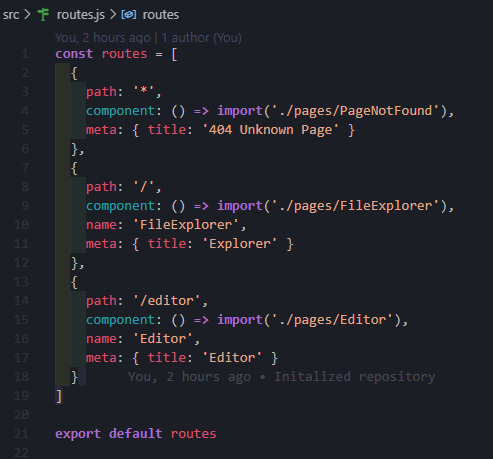 src > routes.js > routes
You, 2 hours ago | 1 author (You)
1 const routes = [
2 {
3 path: '*',
4 component: () => import('./pages/PageNotFound'),
5 meta: { title: '404 Unknown Page' }
6 },
7 {
8 path: '/',
9 component: () => import('./pages/FileExplorer'),
10 name: 'FileExplorer',
11 meta: { title: 'Explorer' }
12 },
13 {
14 path: '/editor',
15 component: () => import('./pages/Editor'),
16 name: 'Editor',
17 meta: { title: 'Editor' }
18 } You, 2 hours ago • Initalized repository
19 ]
20
21 export default routes
22